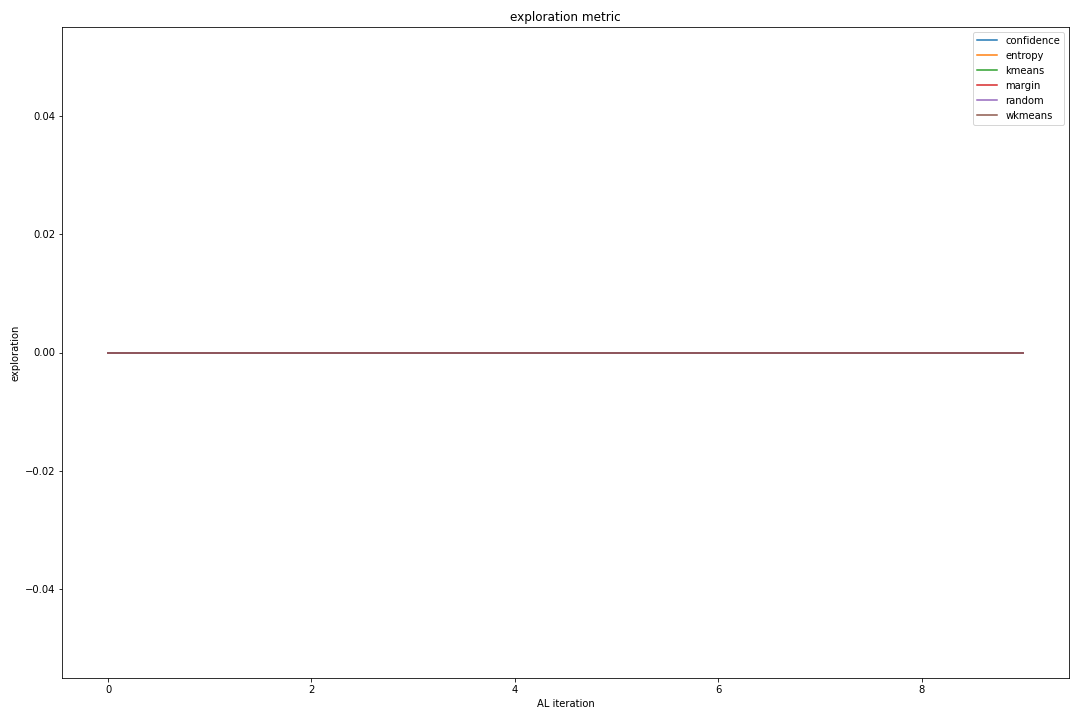 exploration metric
confidence
entropy
kmeans
margin
random
wkmeans
0.04
0.02
0.00
−0.02
−0.04
exploration
0 2 4 6 8
AL iteration